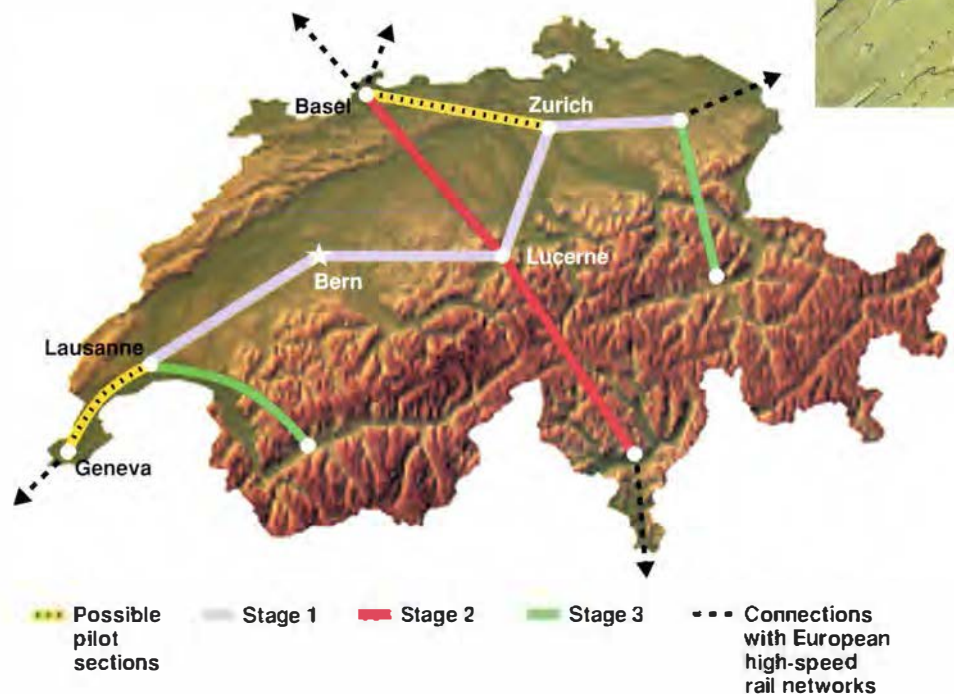 Basel
Zurich
Lucerne
Bern
Lausanne
Geneva
Possible
pilot
sections
Stage 1
Stage 2
Stage 3
Connections
with European
high-speed
rail networks